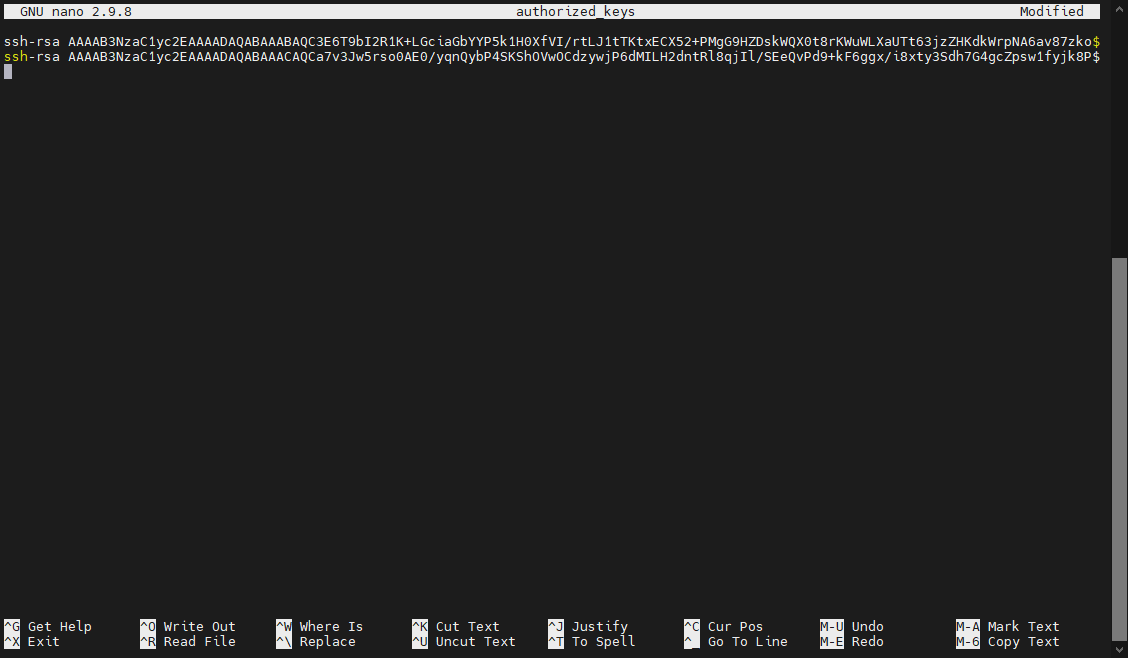 GNU nano 2.9.8 authorized_keys Modified
ssh-rsa AAAAB3NzaC1yc2EAAAADAQABAAABAQC3E6T9bI2R1K+LGciaGbYYP5k1H0XfVI/rtLJ1tTKtxECX52+PMgG9HZDskWQX0t8rKWuWLXaUTt63jzZHKdkWrpNA6av87zko$
ssh-rsa AAAAB3NzaC1yc2EAAAADAQABAAACAQCa7v3Jw5rso0AE0/yqnQybP4SKShOVwOCdzywjP6dMILH2dntRl8qjIl/SEeQvPd9+kF6ggx/i8xty3Sdh7G4gcZpsw1fyjk8P$
^G Get Help ^O Write Out ^W Where Is ^K Cut Text ^J Justify ^C Cur Pos M-U Undo M-A Mark Text
^X Exit ^R Read File ^\ Replace ^U Uncut Text ^T To Spell ^_ Go To Line M-E Redo M-6 Copy Text